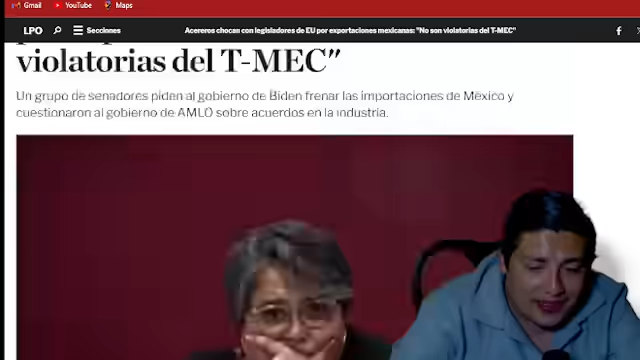 Gmail YouTube Maps
LPO Secciones Acereros chocan con legisladores de EU por exportaciones mexicanas: "No son violatorias del T-MEC"
violatorias del T-MEC"
Un grupo de senadores piden al gobierno de Biden frenar las importaciones de México y
cuestionaron al gobierno de AMLO sobre acuerdos en la industria.